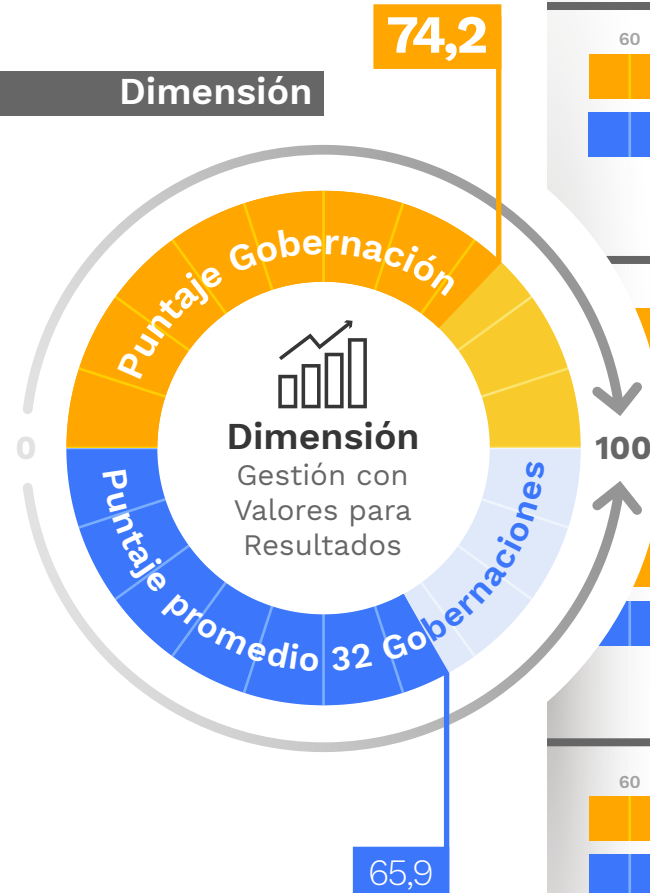 74,2
60
Dimensión
Puntaje Gobernación
0
100
Dimensión
Gestión con
Valores para
Resultados
Puntaje promedio 32 Gobernaciones
60
65,9